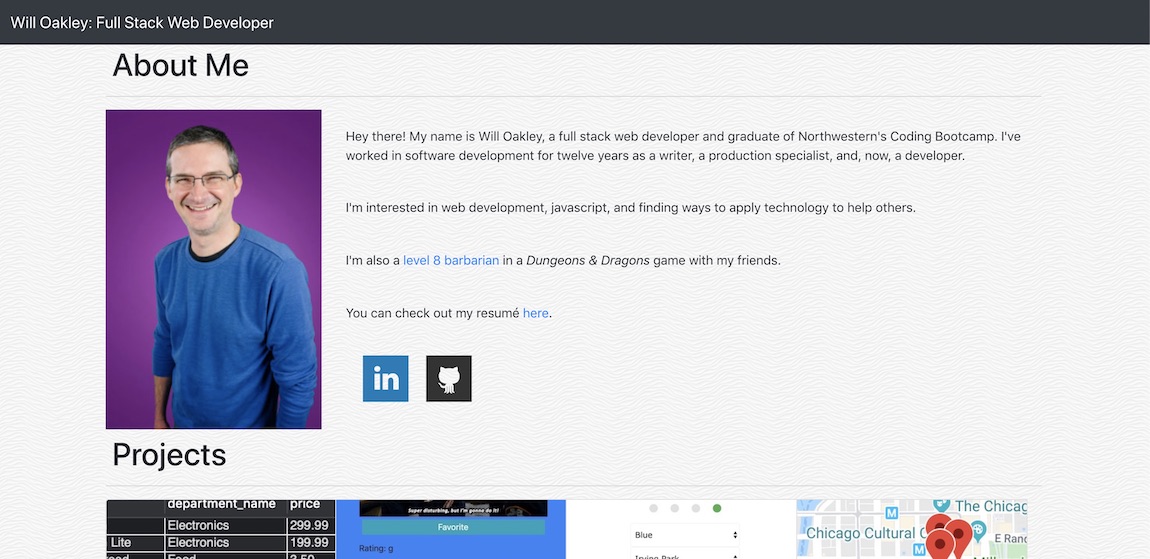 Will Oakley: Full Stack Web Developer
About Me
Hey there! My name is Will Oakley, a full stack web developer and graduate of Northwestern's Coding Bootcamp. I've
worked in software development for twelve years as a writer, a production specialist, and, now, a developer.
I'm interested in web development, javascript, and finding ways to apply technology to help others.
I'm also a level 8 barbarian in a Dungeons & Dragons game with my friends.
You can check out my resumé here.
in
Projects
department_name price
Electronics 299.99
Lite Electronics 199.99
Food 3.50
Super disturbing, but I'm gonna do it!
Favorite
Rating: g
Blue
Irving Park
M
The Chicag
Chicago Cultural C
M
E Ranc